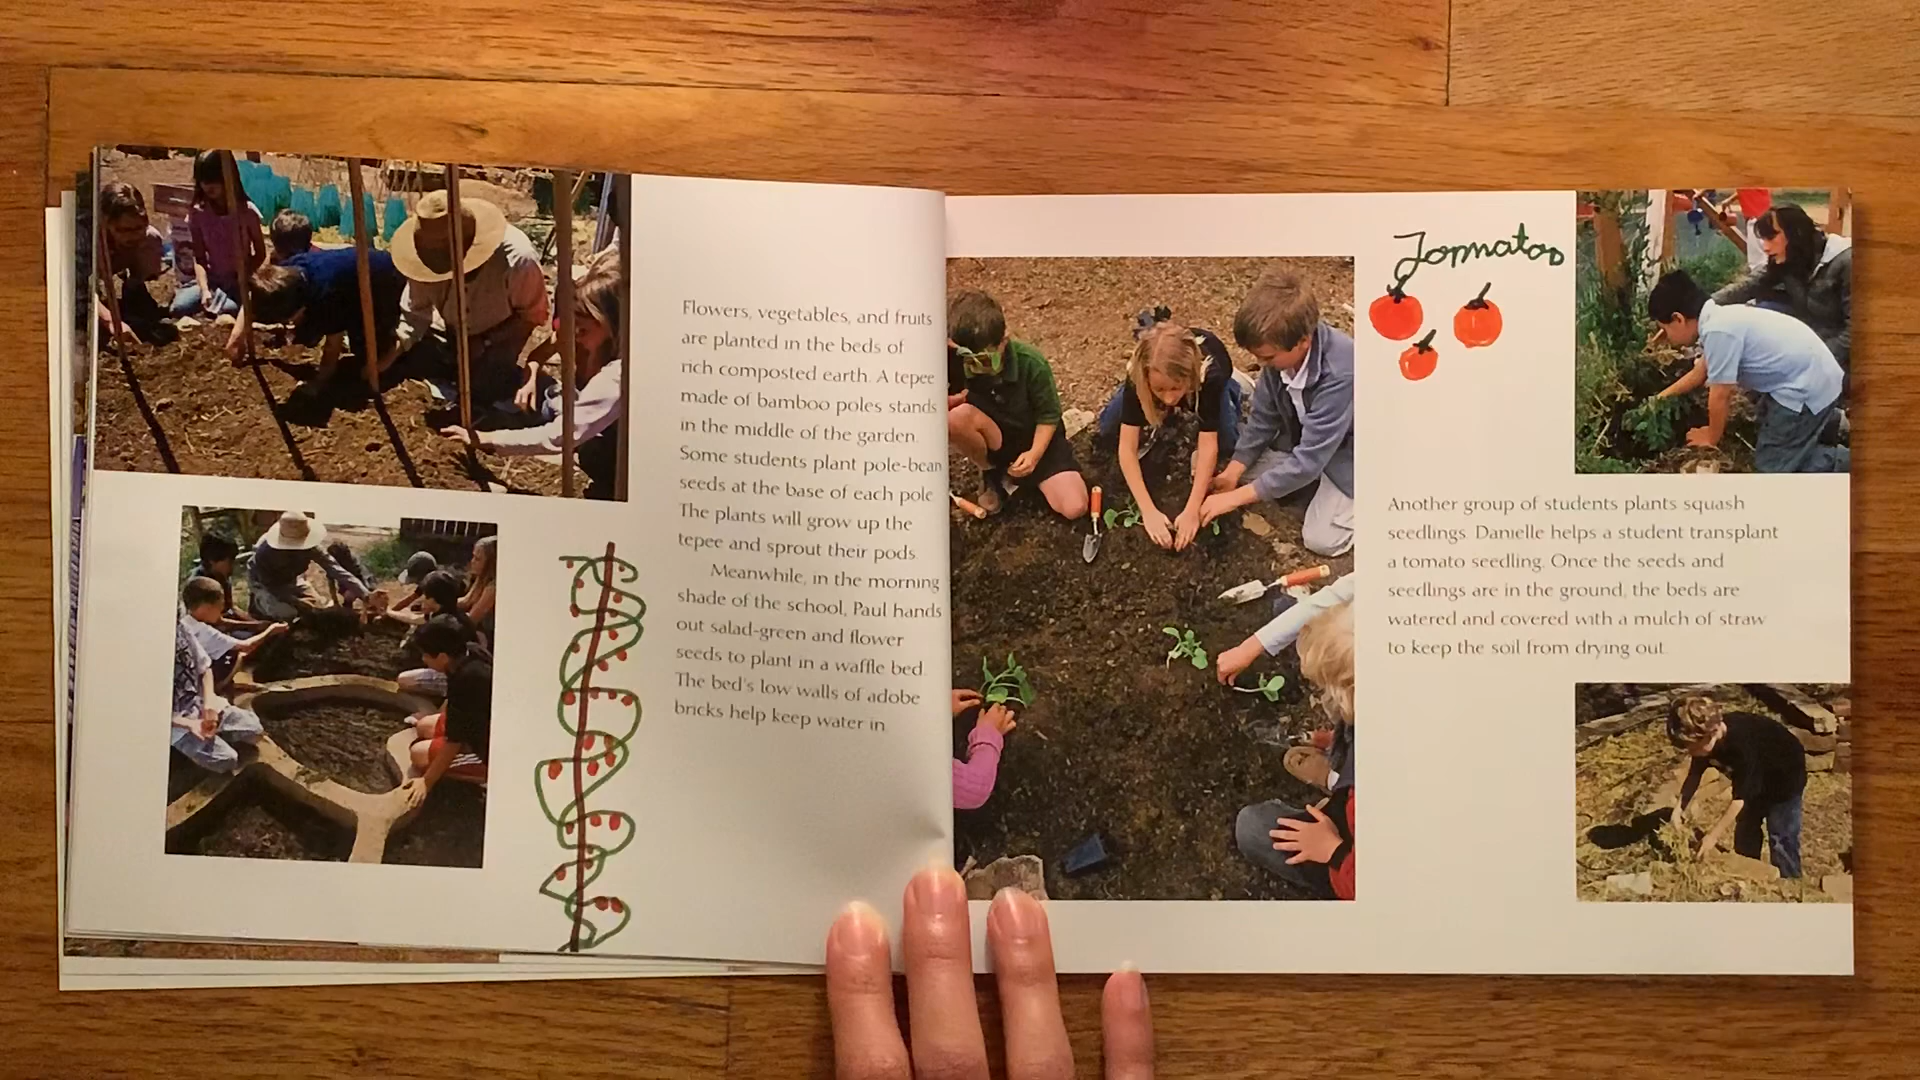 Flowers, vegetables, and fruits
are planted in the beds of
rich composted earth. A tepee
made of bamboo poles stands
in the middle of the garden.
Some students plant pole-bean
seeds at the base of each pole.
The plants will grow up the
tepee and sprout their pods.
Meanwhile, in the morning
shade of the school, Paul hands
out salad-green and flower
seeds to plant in a waffle bed.
The bed's low walls of adobe
bricks help keep water in.
Jopmatos
Another group of students plants squash
seedlings. Danielle helps a student transplant
a tomato seedling. Once the seeds and
seedlings are in the ground, the beds are
watered and covered with a mulch of straw
to keep the soil from drying out.